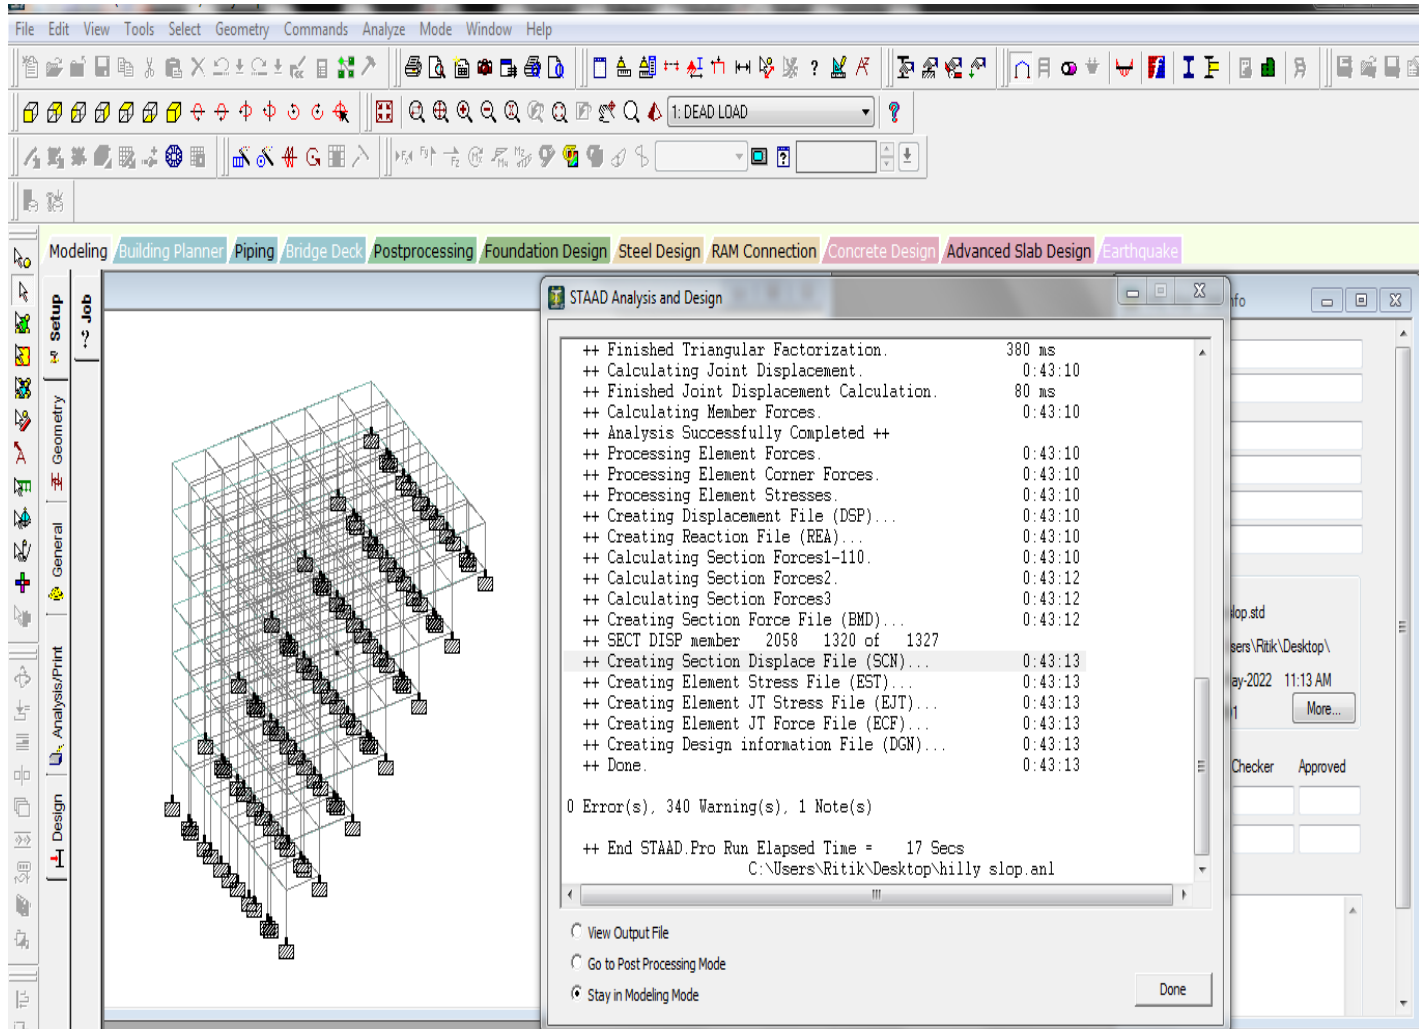 File Edit View Tools Select Geometry Commands Analyze Mode Window Help
1: DEAD LOAD
Modeling Building Planner Piping Bridge Deck Postprocessing Foundation Design Steel Design RAM Connection Concrete Design Advanced Slab Design Earthquake
Setup
Job
Geometry
General
Analysis/Print
Design
STAAD Analysis and Design
++ Finished Triangular Factorization. 380 ms
++ Calculating Joint Displacement. 0:43:10
++ Finished Joint Displacement Calculation. 80 ms
++ Calculating Member Forces. 0:43:10
++ Analysis Successfully Completed ++
++ Processing Element Forces. 0:43:10
++ Processing Element Corner Forces. 0:43:10
++ Processing Element Stresses. 0:43:10
++ Creating Displacement File (DSP)... 0:43:10
++ Creating Reaction File (REA)... 0:43:10
++ Calculating Section Forces1-110. 0:43:10
++ Calculating Section Forces2. 0:43:12
++ Calculating Section Forces3 0:43:12
++ Creating Section Force File (BMD)... 0:43:12
++ SECT DISP member 2058 1320 of 1327
++ Creating Section Displace File (SCN)... 0:43:13
++ Creating Element Stress File (EST)... 0:43:13
++ Creating Element JT Stress File (EJT)... 0:43:13
++ Creating Element JT Force File (ECF)... 0:43:13
++ Creating Design information File (DGN)... 0:43:13
++ Done. 0:43:13
0 Error(s), 340 Warning(s), 1 Note(s)
++ End STAAD.Pro Run Elapsed Time = 17 Secs
C:\Users\Ritik\Desktop\hilly slop.anl
View Output File
Go to Post Processing Mode
Stay in Modeling Mode
Done
nfo
slop.std
sers\Ritik\Desktop\
ay-2022 11:13 AM
More...
Checker Approved